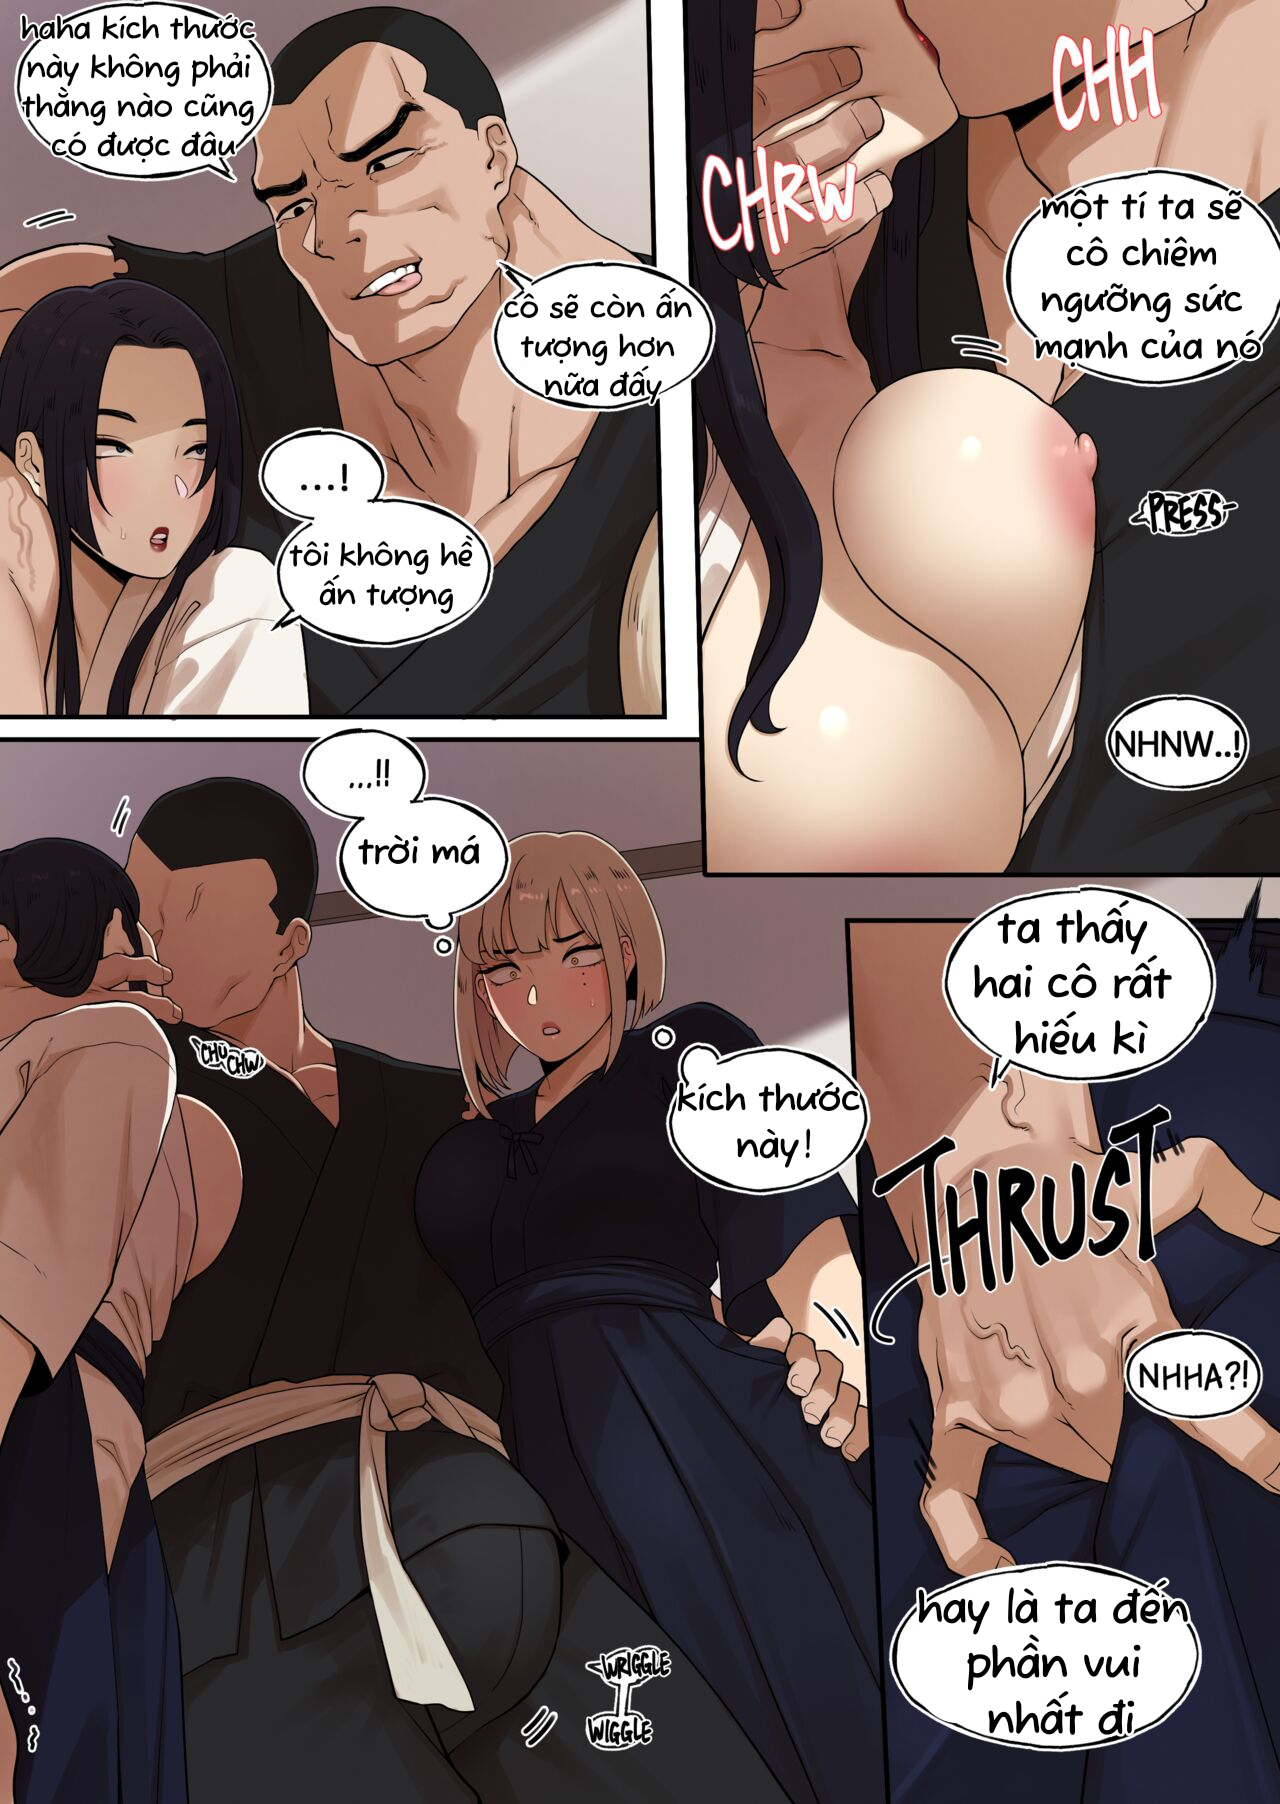 haha kích thước
này không phải
thằng nào cũng
có được đâu
cô sẽ còn ấn
tượng hơn
nữa đấy
...!
tôi không hề
ấn tượng
CHH
CHRW
một tí ta sẽ
cô chiêm
ngưỡng sức
mạnh của nó
PRESS
NHNW..!
...!!
trời má
CHU
CHW
kích thước
này!
WRIGGLE
WIGGLE
ta thấy
hai cô rất
hiếu kì
THRUST
NHHA?!
hay là ta đến
phần vui
nhất đi